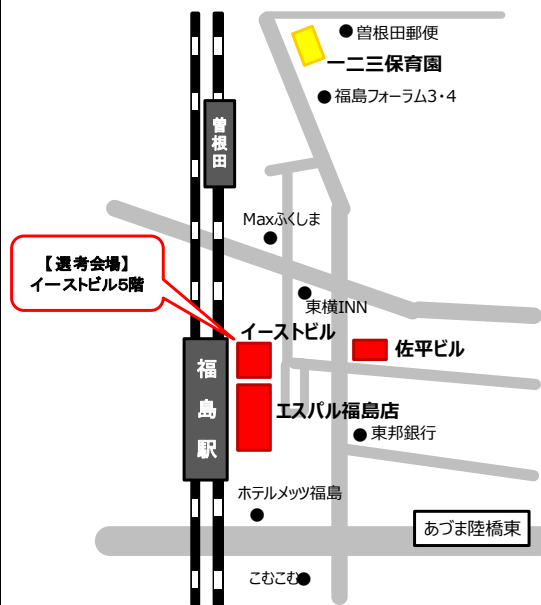 曽根田郵便
一二三保育園
福島フォーラム3・4
曽根田
Maxふくしま
【選考会場】
イーストビル5階
東横INN
イーストビル
佐平ビル
福島駅
エスパル福島店
東邦銀行
ホテルメッツ福島
あづま陸橋東
こむこむ